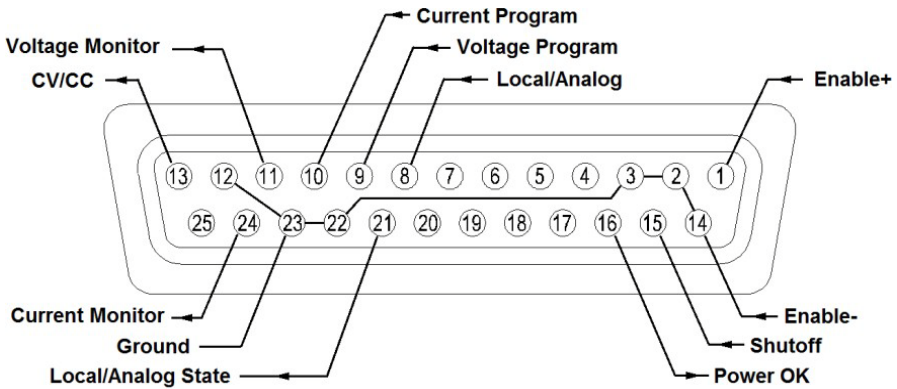 Current Program
Voltage Monitor
Voltage Program
CV/CC
Local/Analog
Enable+
13 12 11 10 9 8 7 6 5 4 3 2 1
25 24 23 22 21 20 19 18 17 16 15 14
Current Monitor
Enable-
Ground
Shutoff
Local/Analog State
Power OK